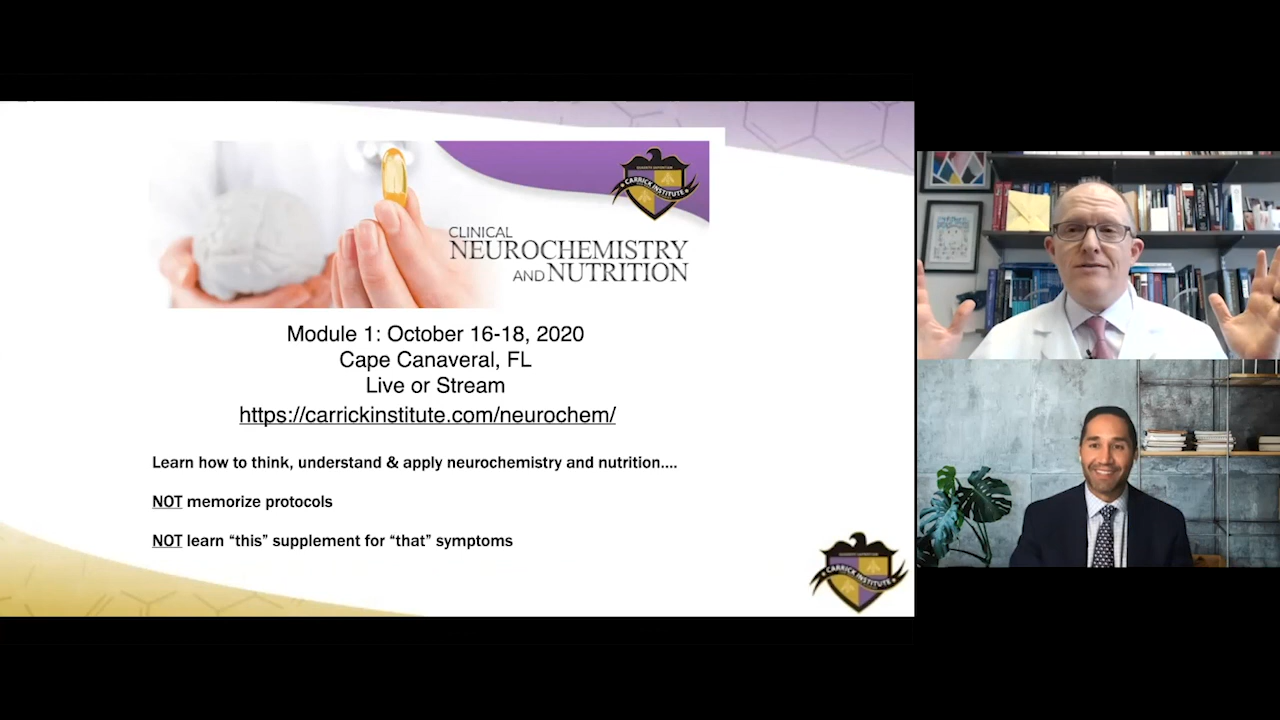 CARRICK INSTITUTE
CLINICAL
NEUROCHEMISTRY
AND NUTRITION
Module 1: October 16-18, 2020
Cape Canaveral, FL
Live or Stream
https://carrickinstitute.com/neurochem/
Learn how to think, understand & apply neurochemistry and nutrition....
NOT memorize protocols
NOT learn “this” supplement for “that” symptoms
CARRICK INSTITUTE